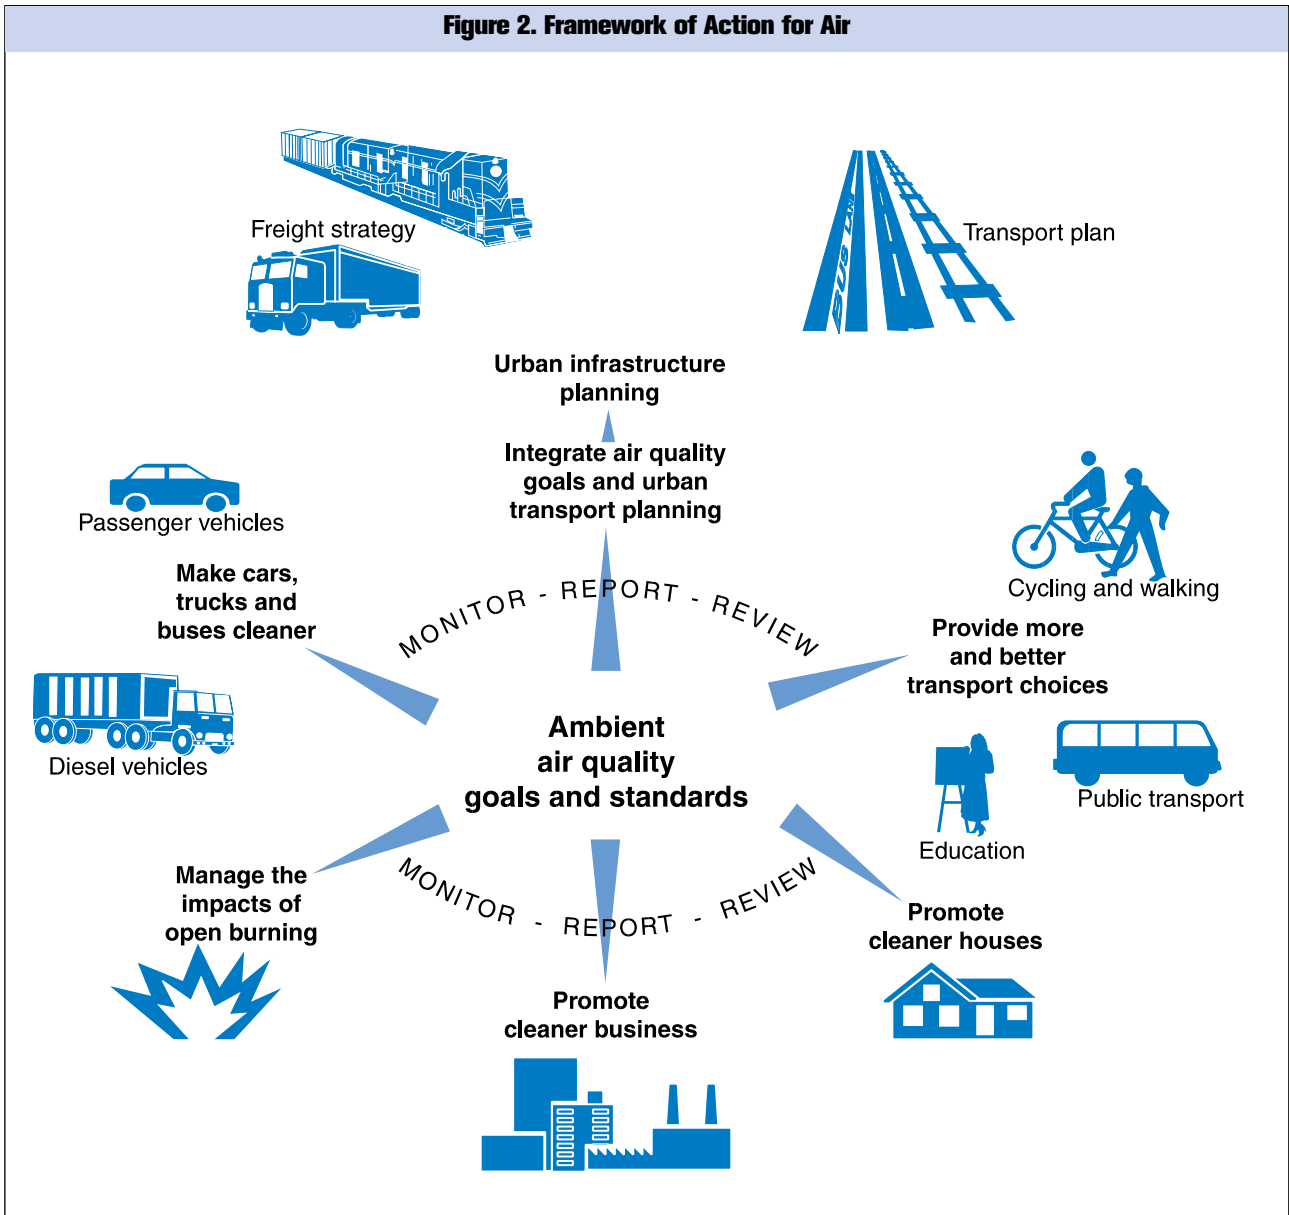 Figure 2. Framework of Action for Air
Freight strategy
Transport plan
BUS LANE
Urban infrastructure
planning
Integrate air quality
goals and urban
transport planning
Passenger vehicles
Make cars,
trucks and
buses cleaner
Diesel vehicles
MONITOR - REPORT - REVIEW
Cycling and walking
Provide more
and better
transport choices
Public transport
Education
Ambient
air quality
goals and standards
MONITOR - REPORT - REVIEW
Manage the
impacts of
open burning
Promote
cleaner business
Promote
cleaner houses